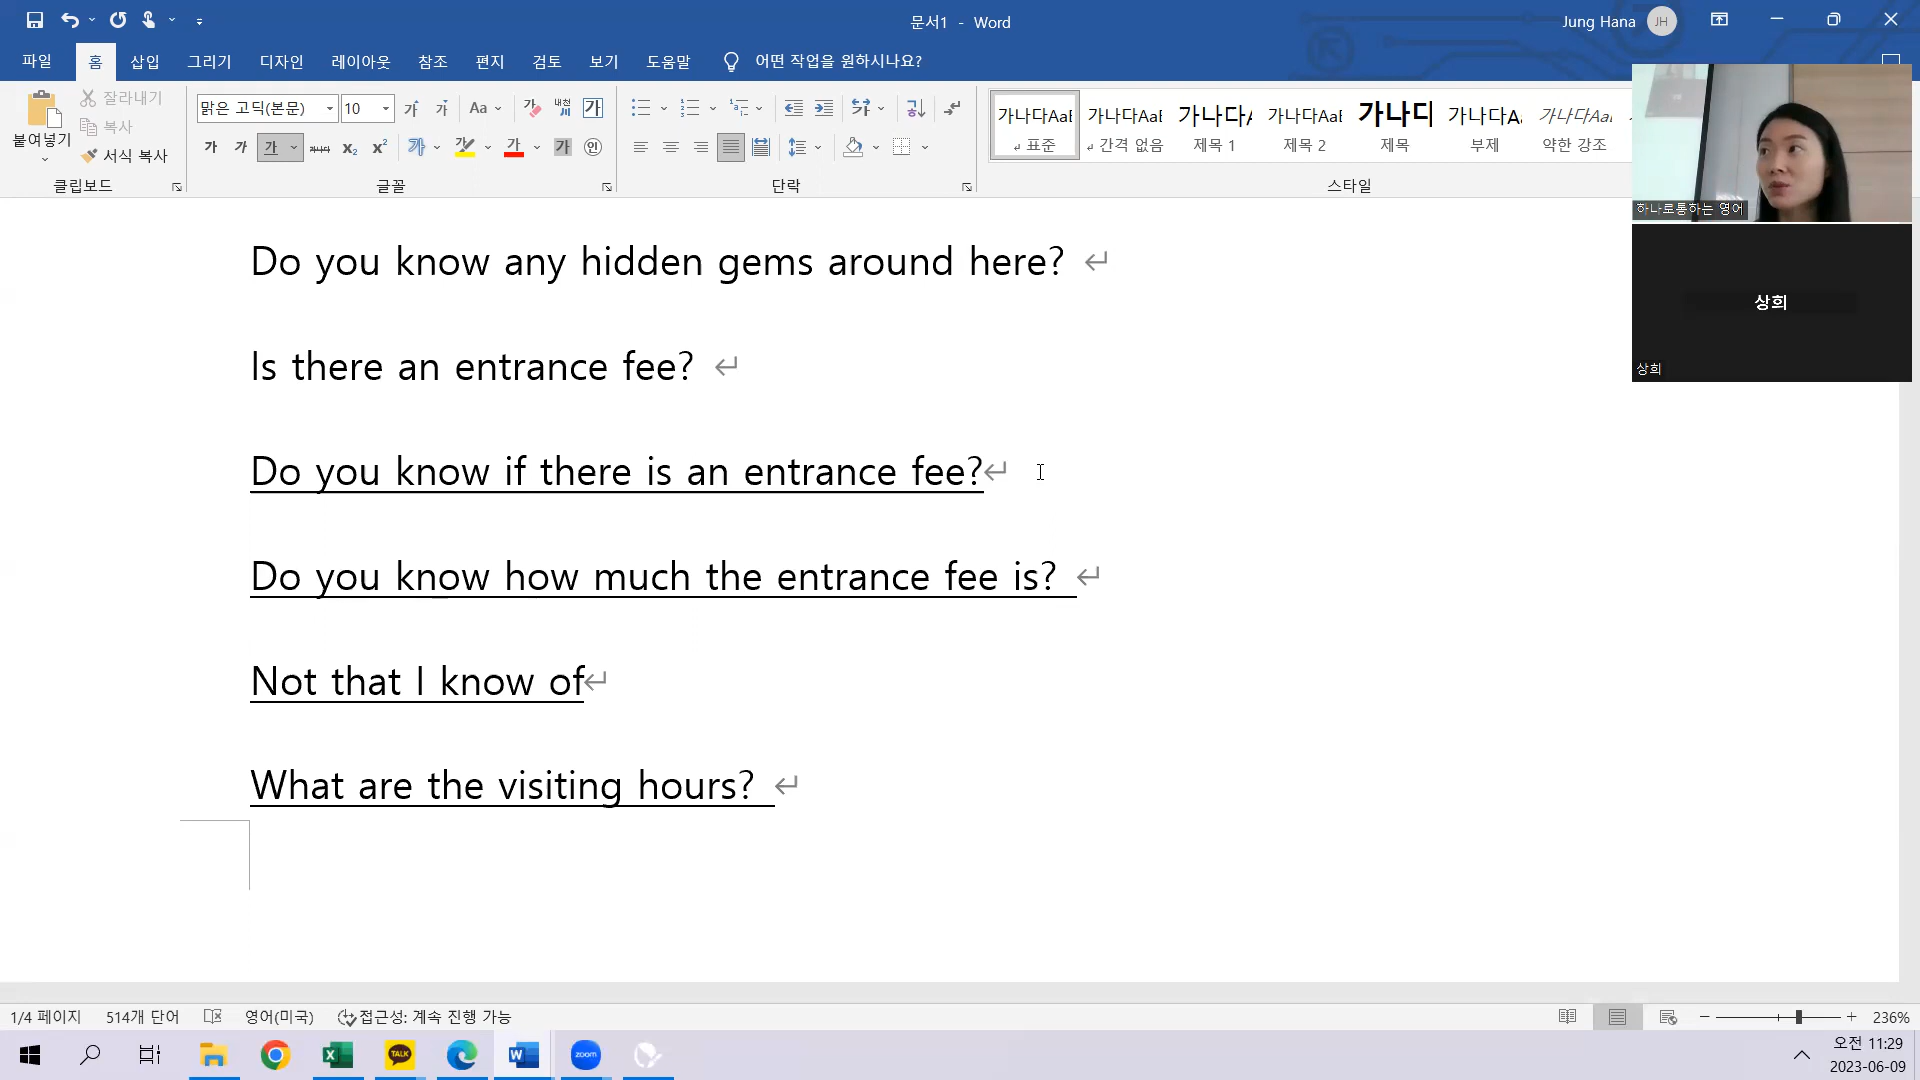 문서1 - Word
Jung Hana
JH
파일 홈 삽입 그리기 디자인 레이아웃 참조 편지 검토 보기 도움말 어떤 작업을 원하시나요?
붙여넣기
잘라내기
복사
서식 복사
클립보드
맑은 고딕(본문) 10
글꼴
단락
가나다AaI 표준
가나다AaI 간격 없음
가나다A 제목 1
가나다AaI 제목 2
가나다 제목
가나다A 부제
가나다Aa 약한 강조
스타일
하나로통하는 영어
상희
상희
Do you know any hidden gems around here?
Is there an entrance fee?
Do you know if there is an entrance fee?
Do you know how much the entrance fee is?
Not that I know of
What are the visiting hours?
1/4 페이지 514개 단어 영어(미국) 접근성: 계속 진행 가능
236%
TALK
zoom
오전 11:29
2023-06-09